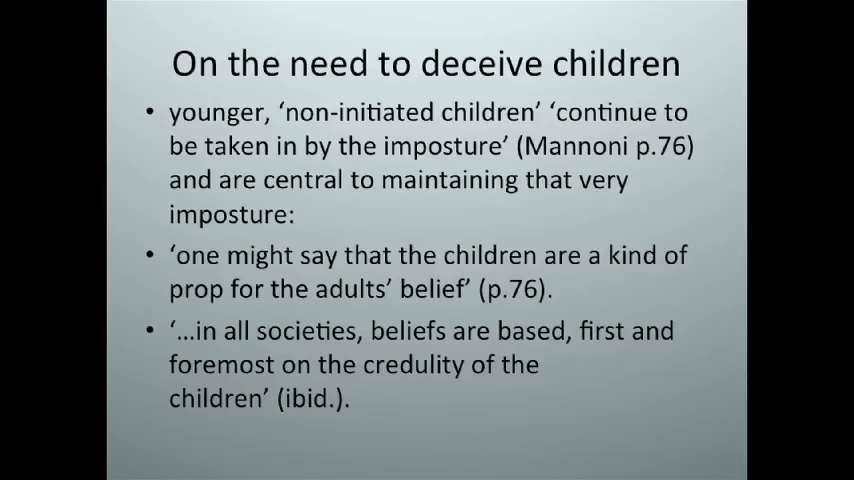 On the need to deceive children
• younger, ‘non-initiated children’ ‘continue to
be taken in by the imposture’ (Mannoni p.76)
and are central to maintaining that very
imposture:
• ‘one might say that the children are a kind of
prop for the adults’ belief’ (p.76).
• ‘…in all societies, beliefs are based, first and
foremost on the credulity of the
children’ (ibid.).